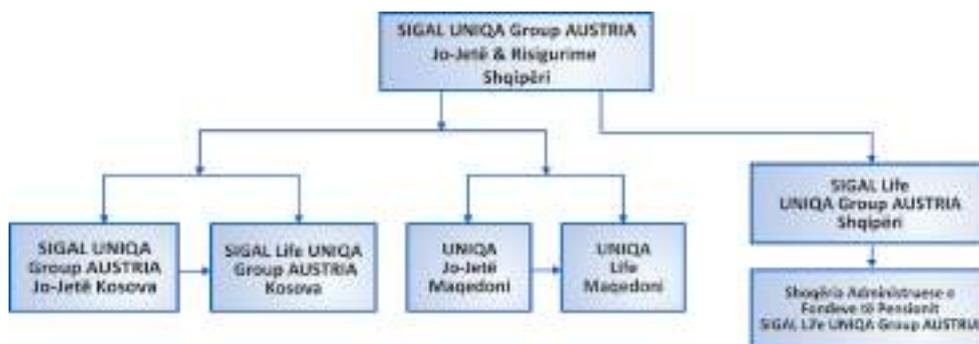 SIGAL UNIQA Group AUSTRIA
Jo-Jetë & Risigurime
Shqipëri
SIGAL Life
UNIQA Group AUSTRIA
Shqipëri
SIGAL UNIQA
Group AUSTRIA
Jo-Jetë Kosova
SIGAL Life UNIQA
Group AUSTRIA
Kosova
UNIQA
Jo-Jetë
Maqedoni
UNIQA
Life
Maqedoni
Shoqëria Administruese e
Fondeve të Pensionit
SIGAL Life UNIQA Group AUSTRIA